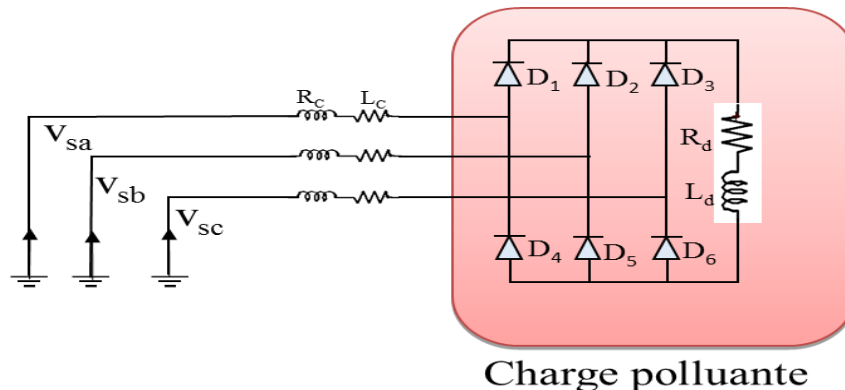 D1 D2 D3
RC LC
Vsa
Rd
Vsb
Ld
Vsc
D4 D5 D6
Charge polluante